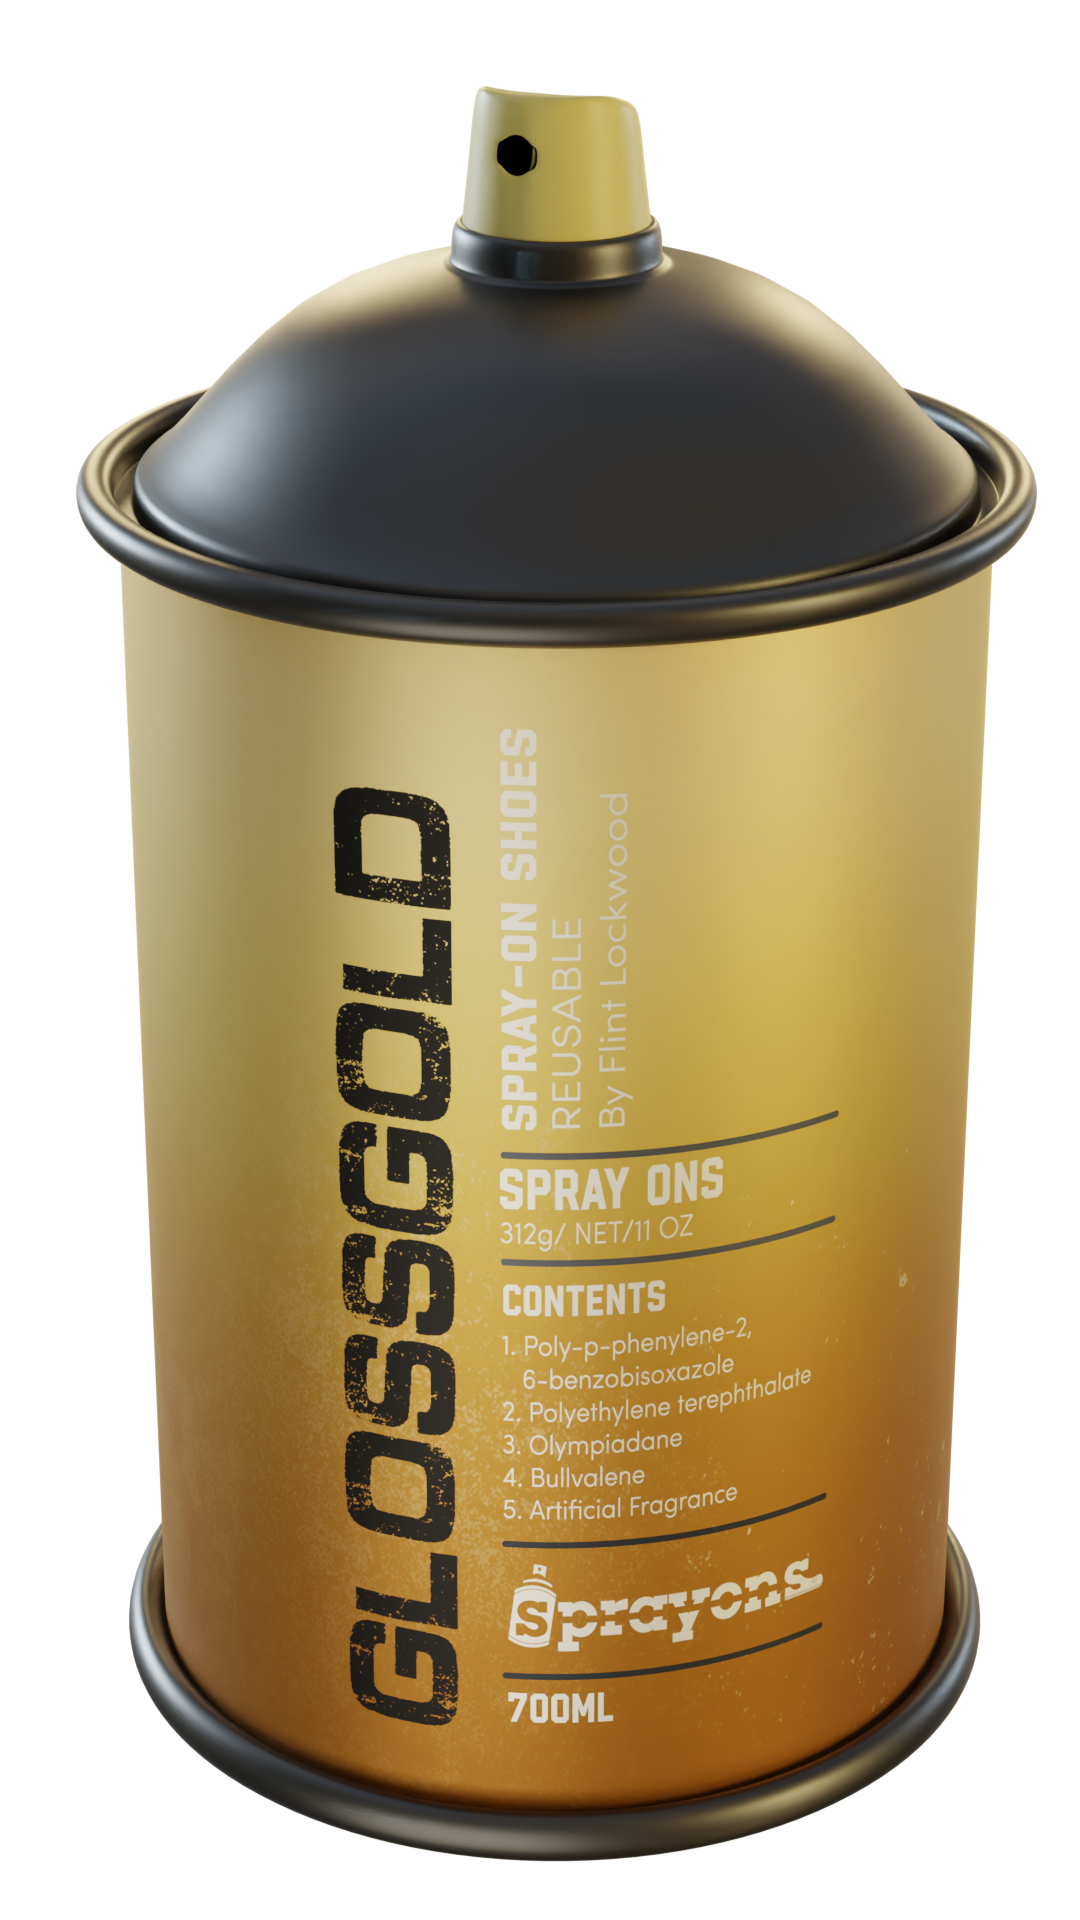 GLOSSGOLD
SPRAY-ON SHOES
REUSABLE
By Flint Lockwood
SPRAY ONS
312g/ NET/11 OZ
CONTENTS
1. Poly-p-phenylene-2,
6-benzobisoxazole
2. Polyethylene terephthalate
3. Olympiadane
4. Bullvalene
5. Artificial Fragrance
sprayons
700ML